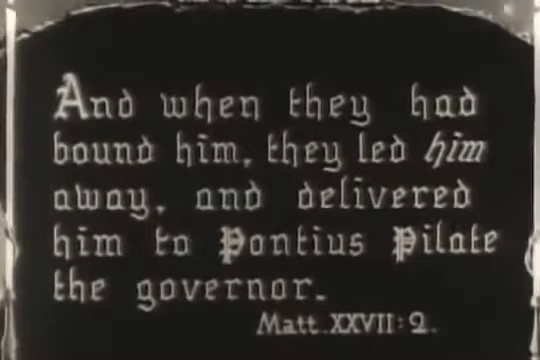 And when they had
bound him, they led him
away, and delivered
him to Pontius Pilate
the governor.
Matt.XXVII:2.